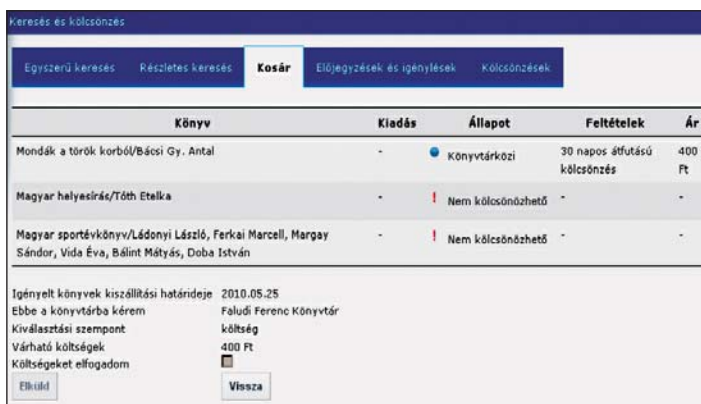 Keresés és kölcsönzés
Egyszerű keresés Részletes keresés Kosár Előjegyzések és igénylések Kölcsönzések
Könyv Kiadás Állapot Feltételek Ár
Mondák a török korból/Bácsi Gy. Antal - Könyvtárközi 30 napos átfutású kölcsönzés 400 Ft
Magyar helyesírás/Tóth Etelka - ! Nem kölcsönözhető - -
Magyar sportévkönyv/Ládonyi László, Ferkai Marcell, Margay - ! Nem kölcsönözhető - -
Sándor, Vida Éva, Bálint Mátyás, Doba István
Igényelt könyvek kiszállítási határideje 2010.05.25
Ebbe a könyvtárba kérem Faludi Ferenc Könyvtár
Kiválasztási szempont költség
Várható költségek 400 Ft
Költségeket elfogadom
Elküld Vissza